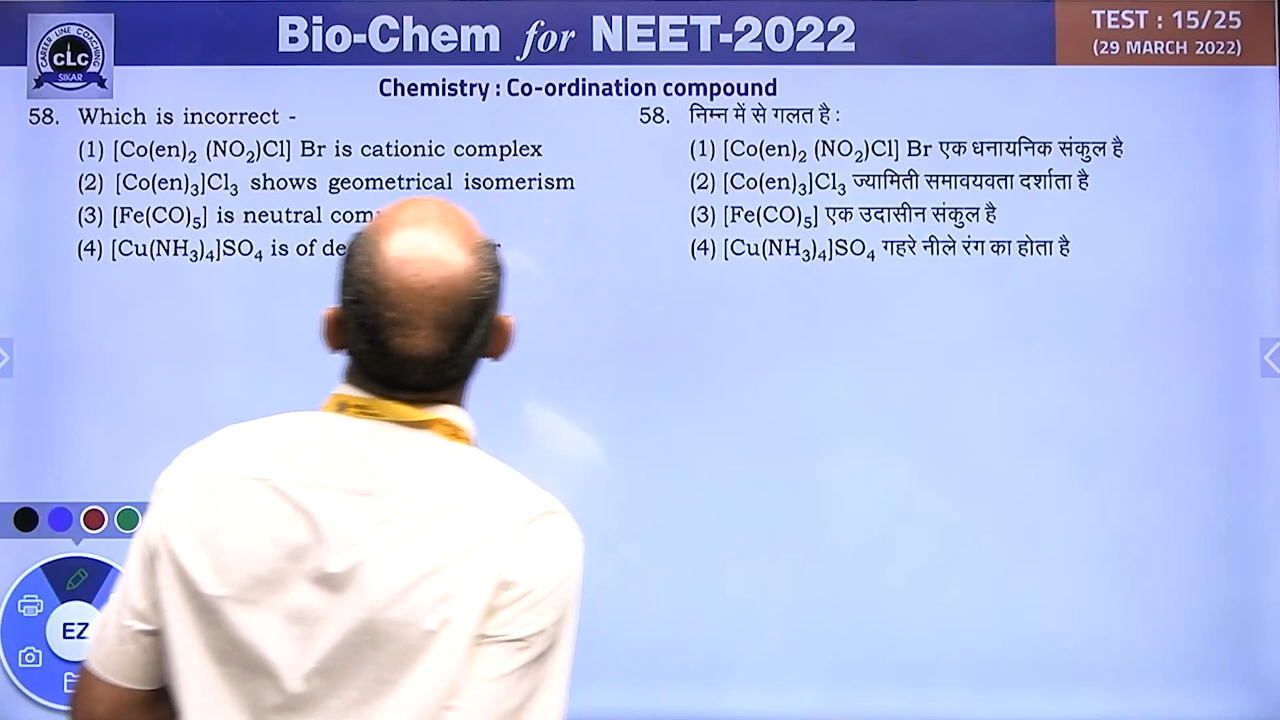 CAREER LINE COACHING
CLC
SIKAR
Bio-Chem for NEET-2022
TEST : 15/25
(29 MARCH 2022)
Chemistry : Co-ordination compound
58. Which is incorrect -
(1) [Co(en)₂ (NO₂)Cl] Br is cationic complex
(2) [Co(en)₃]Cl₃ shows geometrical isomerism
(3) [Fe(CO)₅] is neutral
(4) [Cu(NH₃)₄]SO₄ is of
58. निम्न में से गलत है :
(1) [Co(en)₂ (NO₂)Cl] Br एक धनायनिक संकुल है
(2) [Co(en)₃]Cl₃ ज्यामिती समावयवता दर्शाता है
(3) [Fe(CO)₅] एक उदासीन संकुल है
(4) [Cu(NH₃)₄]SO₄ गहरे नीले रंग का होता है
EZ